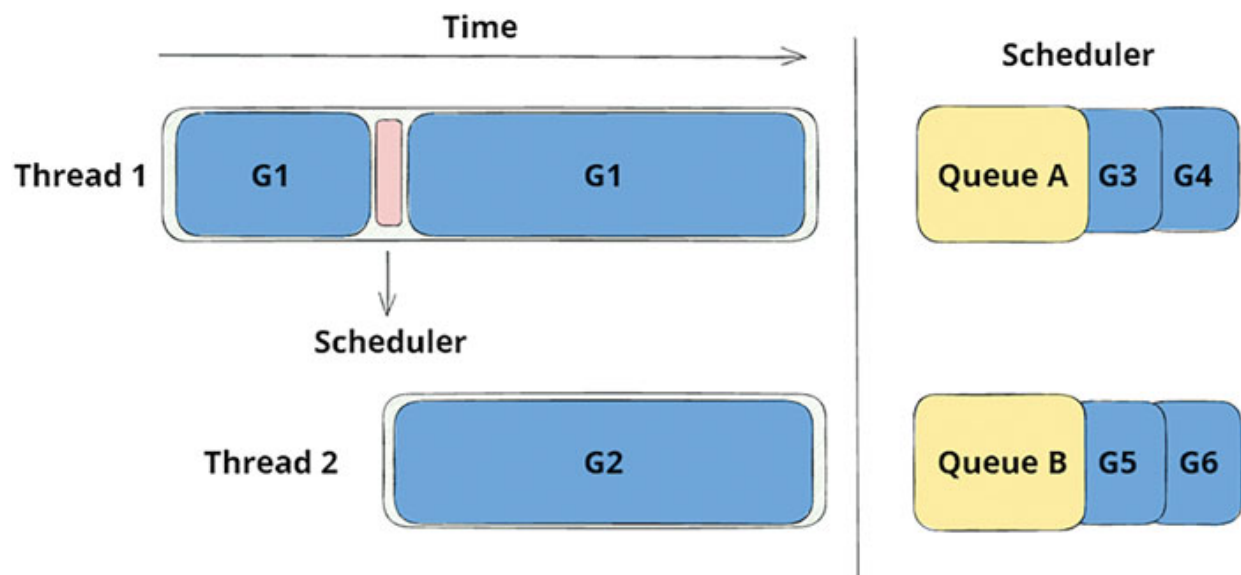 Time
Scheduler
Thread 1
G1
G1
Queue A
G3
G4
Scheduler
Thread 2
G2
Queue B
G5
G6